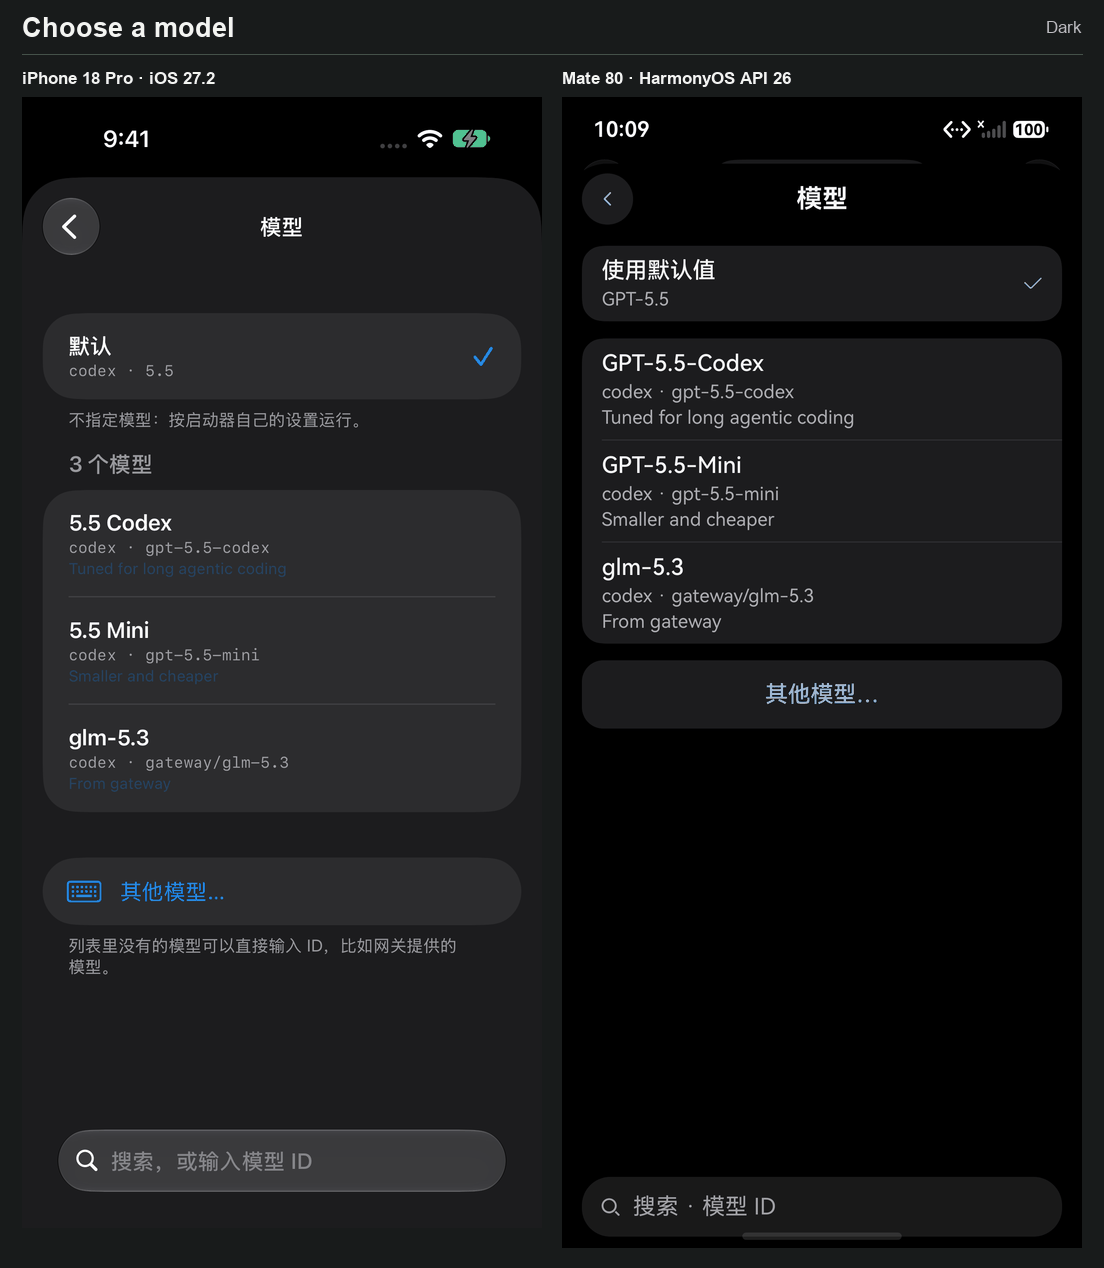 Choose a model
Dark
iPhone 18 Pro · iOS 27.2
9:41
模型
默认
codex · 5.5
不指定模型：按启动器自己的设置运行。
3 个模型
5.5 Codex
codex · gpt-5.5-codex
Tuned for long agentic coding
5.5 Mini
codex · gpt-5.5-mini
Smaller and cheaper
glm-5.3
codex · gateway/glm-5.3
From gateway
其他模型...
列表里没有的模型可以直接输入 ID，比如网关提供的
模型。
搜索，或输入模型 ID
Mate 80 · HarmonyOS API 26
10:09
100
模型
使用默认值
GPT-5.5
GPT-5.5-Codex
codex · gpt-5.5-codex
Tuned for long agentic coding
GPT-5.5-Mini
codex · gpt-5.5-mini
Smaller and cheaper
glm-5.3
codex · gateway/glm-5.3
From gateway
其他模型...
搜索 · 模型 ID